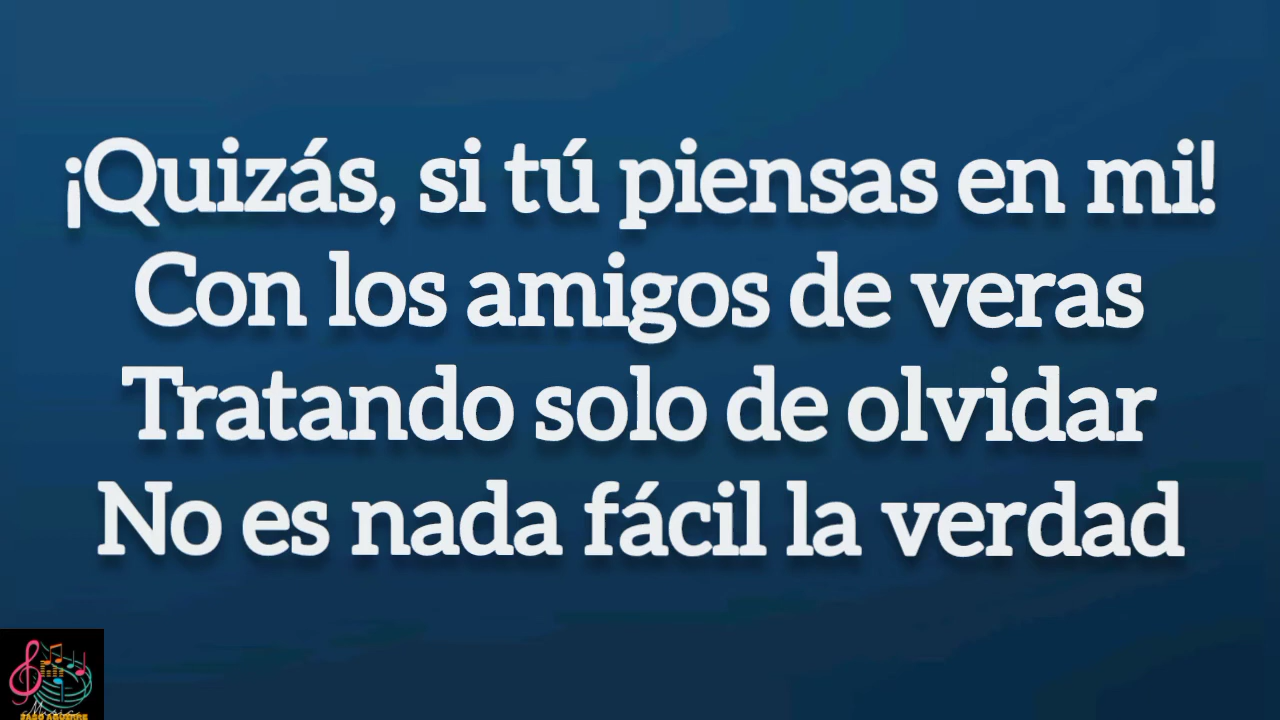 ¡Quizás, si tú piensas en mi!
Con los amigos de veras
Tratando solo de olvidar
No es nada fácil la verdad
Music